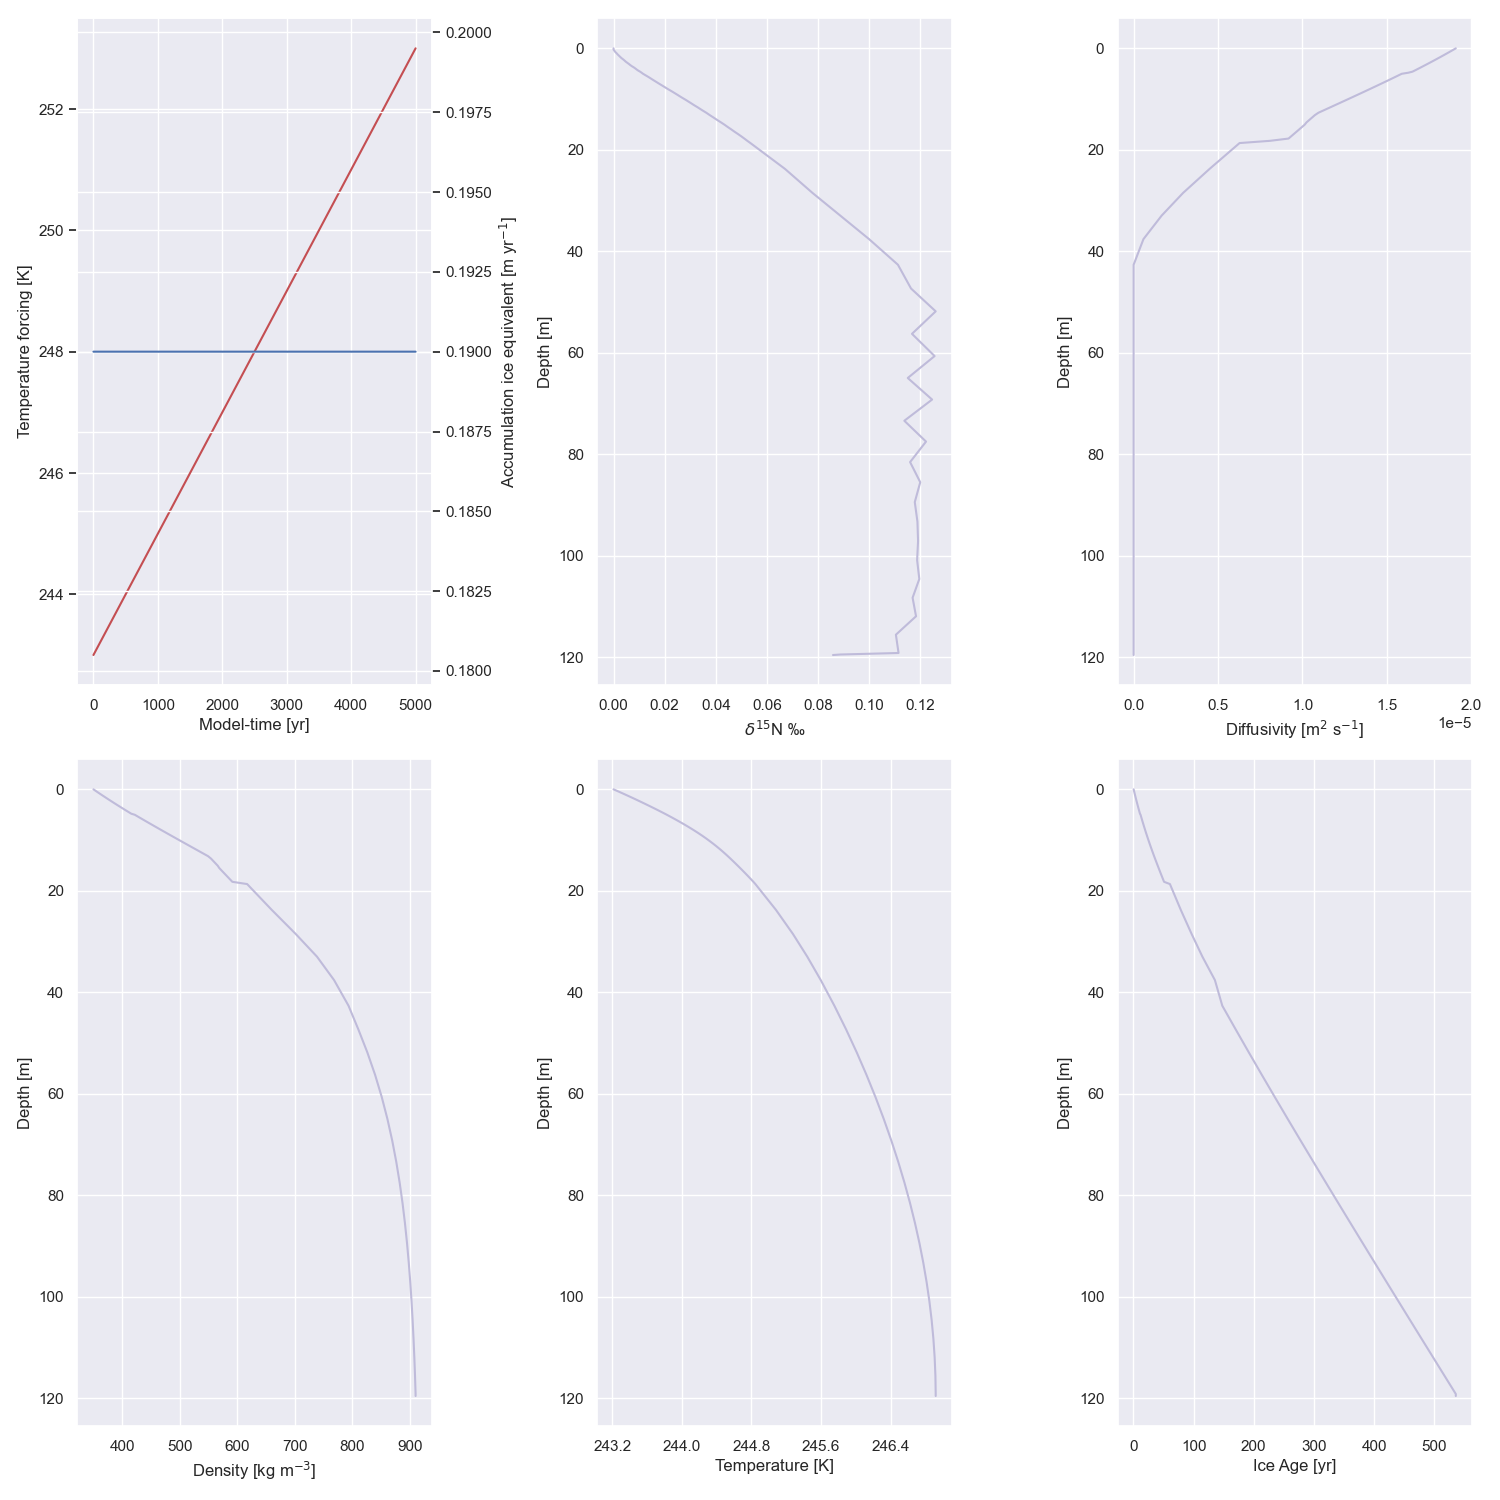 Temperature forcing [K]
252
250
248
246
244
0.2000
0.1975
0.1950
0.1925
0.1900
0.1875
0.1850
0.1825
0.1800
Accumulation ice equivalent [m yr⁻¹]
0 1000 2000 3000 4000 5000
Model-time [yr]
Depth [m]
0
20
40
60
80
100
120
0.00 0.02 0.04 0.06 0.08 0.10 0.12
δ¹⁵N ‰
Depth [m]
0
20
40
60
80
100
120
0.0 0.5 1.0 1.5 2.0
1e−5
Diffusivity [m² s⁻¹]
Depth [m]
0
20
40
60
80
100
120
400 500 600 700 800 900
Density [kg m⁻³]
Depth [m]
0
20
40
60
80
100
120
243.2 244.0 244.8 245.6 246.4
Temperature [K]
Depth [m]
0
20
40
60
80
100
120
0 100 200 300 400 500
Ice Age [yr]